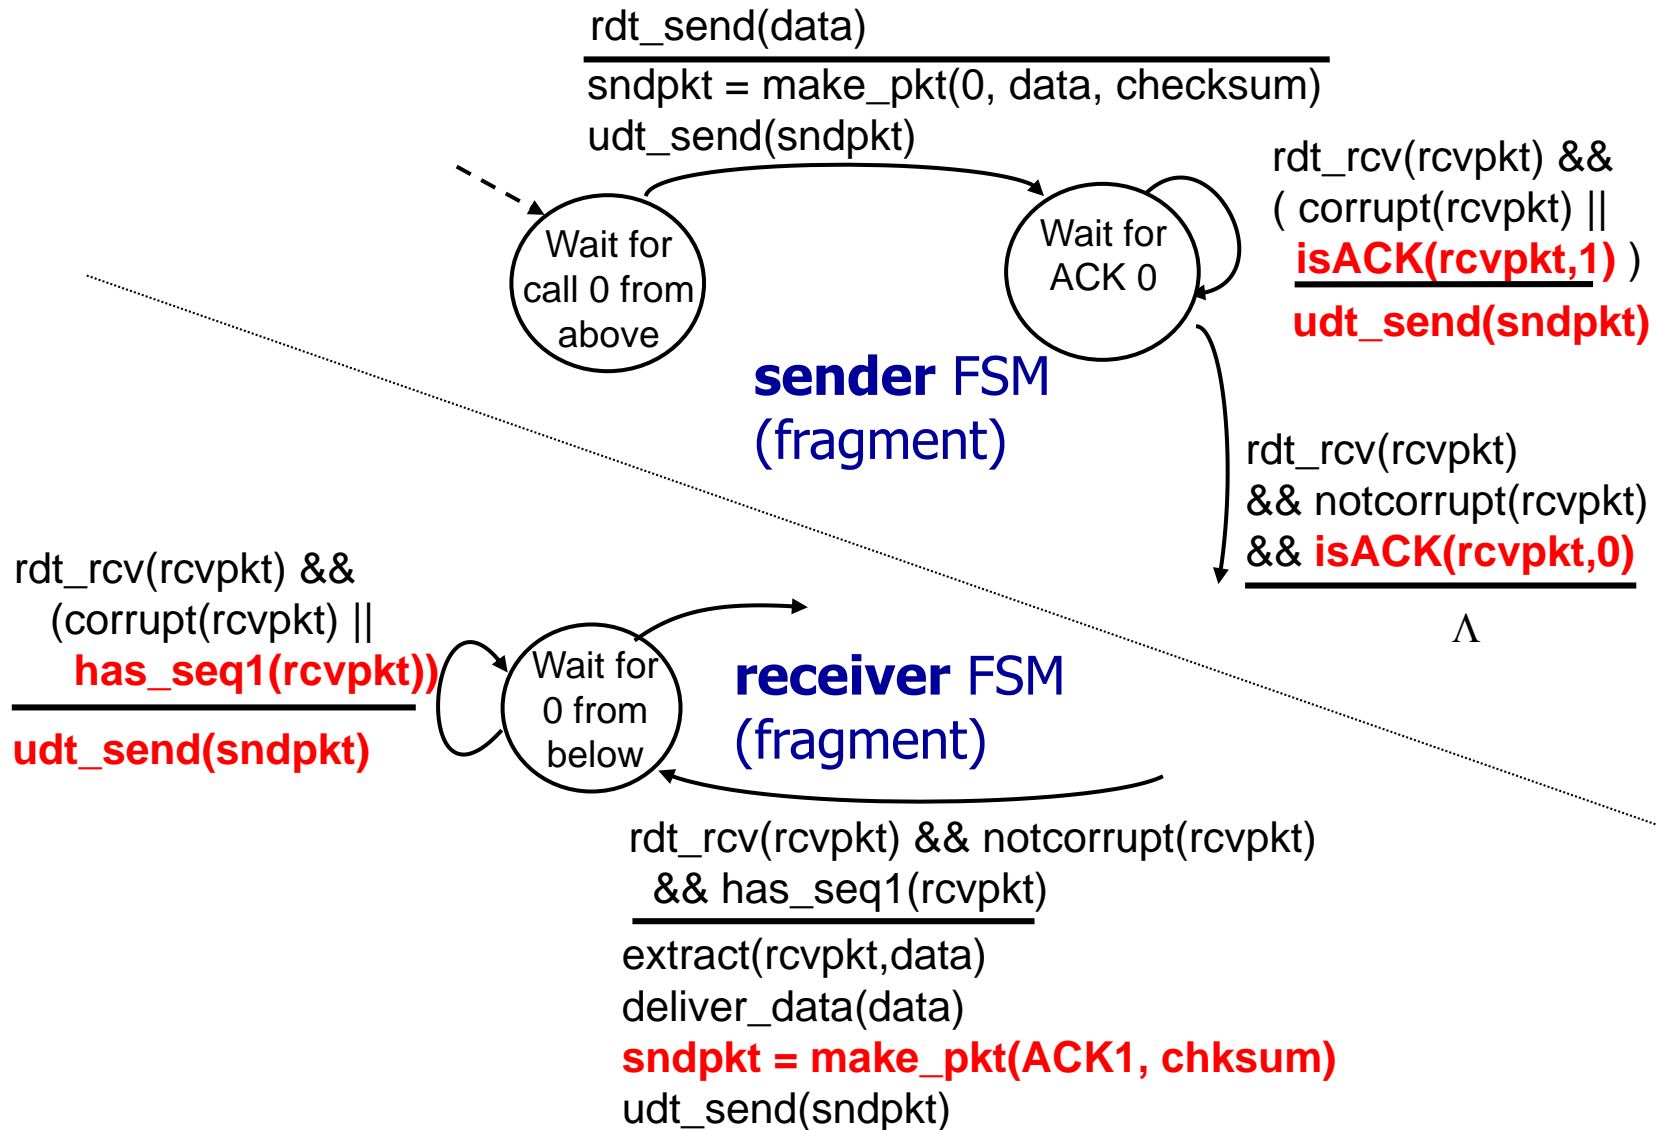 rdt_send(data)
sndpkt = make_pkt(0, data, checksum)
udt_send(sndpkt)
rdt_rcv(rcvpkt) &&
( corrupt(rcvpkt) ||
isACK(rcvpkt,1) )
udt_send(sndpkt)
Wait for
call 0 from
above
Wait for
ACK 0
sender FSM
(fragment)
rdt_rcv(rcvpkt)
&& notcorrupt(rcvpkt)
&& isACK(rcvpkt,0)
Λ
rdt_rcv(rcvpkt) &&
(corrupt(rcvpkt) ||
has_seq1(rcvpkt))
udt_send(sndpkt)
Wait for
0 from
below
receiver FSM
(fragment)
rdt_rcv(rcvpkt) && notcorrupt(rcvpkt)
&& has_seq1(rcvpkt)
extract(rcvpkt,data)
deliver_data(data)
sndpkt = make_pkt(ACK1, chksum)
udt_send(sndpkt)